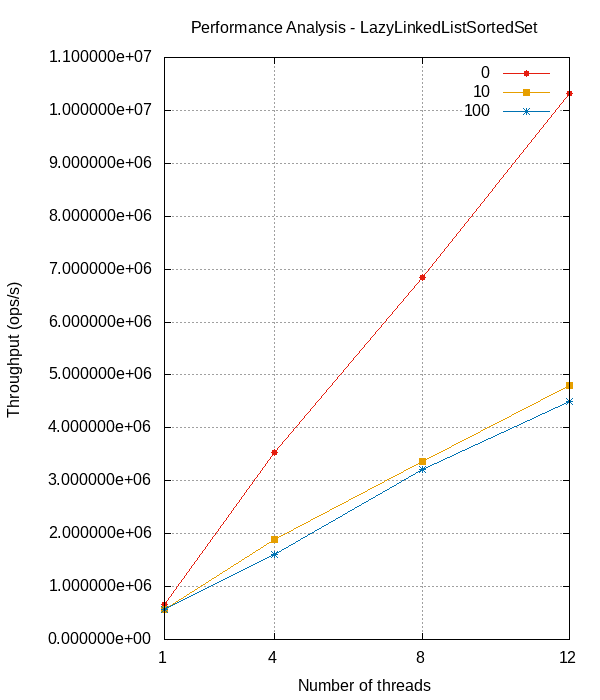 Performance Analysis - LazyLinkedListSortedSet
1.100000e+07
1.000000e+07
9.000000e+06
8.000000e+06
7.000000e+06
6.000000e+06
5.000000e+06
4.000000e+06
3.000000e+06
2.000000e+06
1.000000e+06
0.000000e+00
Throughput (ops/s)
0
10
100
1 4 8 12
Number of threads